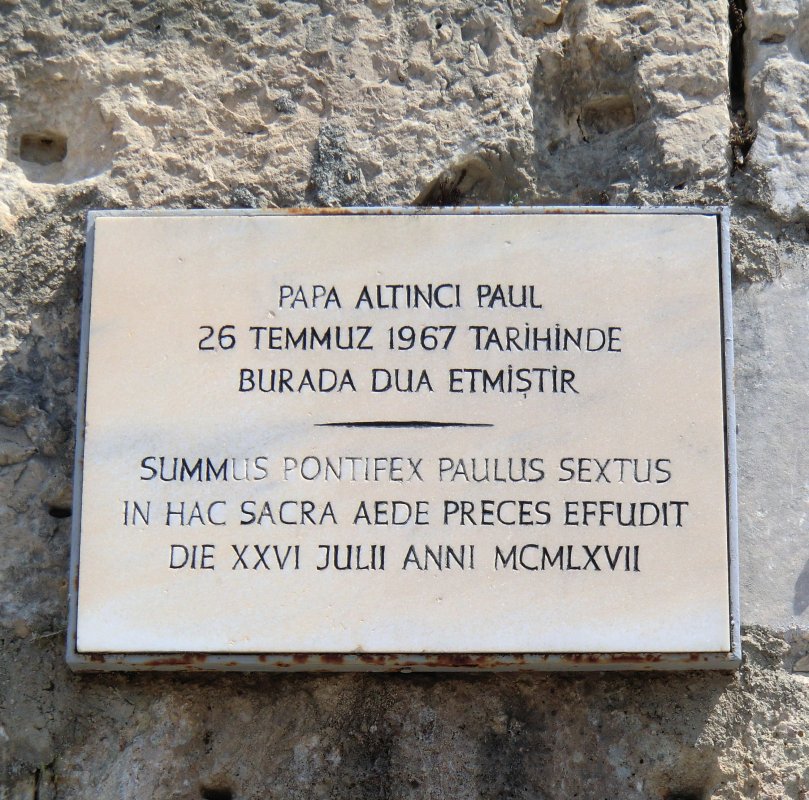 PAPA ALTINCI PAUL
26 TEMMUZ 1967 TARİHİNDE
BURADA DUA ETMİŞTİR
SUMMUS PONTIFEX PAULUS SEXTUS
IN HAC SACRA AEDE PRECES EFFUDIT
DIE XXVI JULII ANNI MCMLXVII